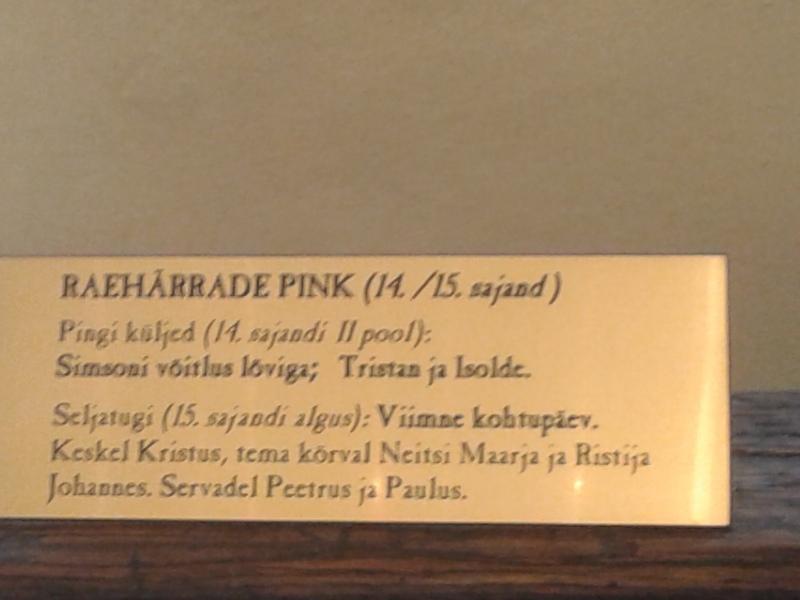 RAEHÄRRADE PINK (14. /15. sajand)
Pingi küljed (14. sajandi II pool):
Simsoni võitlus lõviga; Tristan ja Isolde.
Seljatugi (15. sajandi algus): Viimne kohtupäev.
Keskel Kristus, tema kõrval Neitsi Maarja ja Ristija
Johannes. Servadel Peetrus ja Paulus.